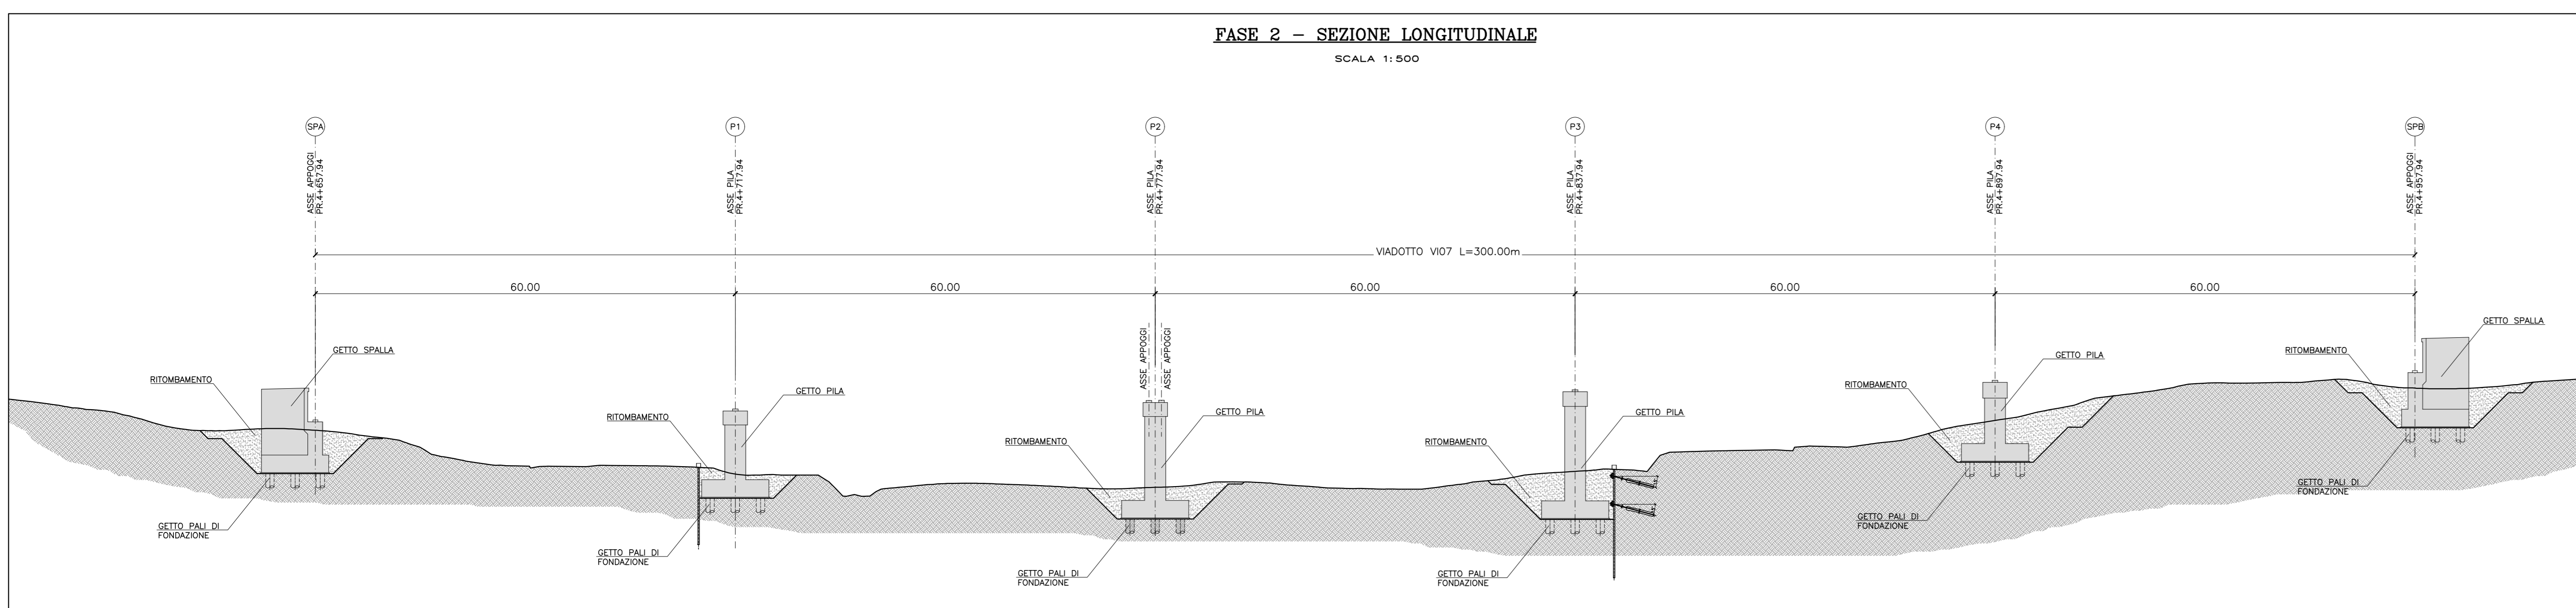 FASE 2 - SEZIONE LONGITUDINALE
SCALA 1:500
SPA
P1
P2
P3
P4
SPB
ASSE APPOGGI
PR.4+657.94
ASSE PILA
PR.4+717.94
ASSE PILA
PR.4+777.94
ASSE PILA
PR.4+837.94
ASSE PILA
PR.4+897.94
ASSE APPOGGI
PR.4+957.94
VIADOTTO VI07 L=300.00m
60.00
60.00
60.00
60.00
60.00
GETTO SPALLA
RITOMBAMENTO
GETTO PALI DI
FONDAZIONE
GETTO PILA
RITOMBAMENTO
GETTO PALI DI
FONDAZIONE
ASSE APPOGGI
ASSE APPOGGI
GETTO PILA
RITOMBAMENTO
GETTO PALI DI
FONDAZIONE
GETTO PILA
RITOMBAMENTO
GETTO PALI DI
FONDAZIONE
GETTO PILA
RITOMBAMENTO
GETTO PALI DI
FONDAZIONE
GETTO SPALLA
RITOMBAMENTO
GETTO PALI DI
FONDAZIONE